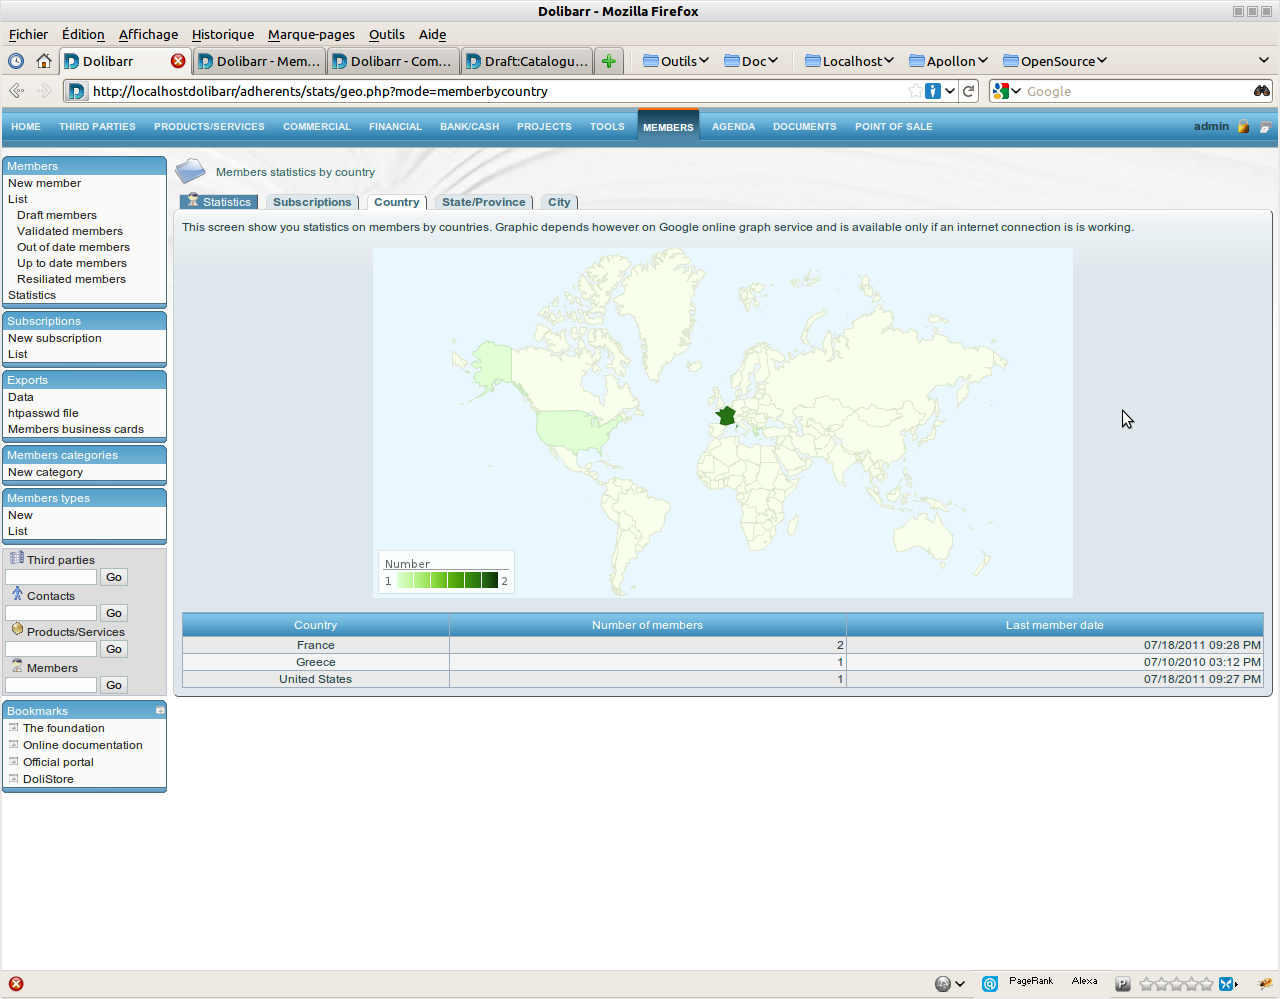 Dolibarr - Mozilla Firefox
Fichier Édition Affichage Historique Marque-pages Outils Aide
Dolibarr Dolibarr - Mem... Dolibarr - Com... Draft:Catalogu... Outils Doc Localhost Apollon OpenSource
http://localhostdolibarr/adherents/stats/geo.php?mode=memberbycountry Google
HOME THIRD PARTIES PRODUCTS/SERVICES COMMERCIAL FINANCIAL BANK/CASH PROJECTS TOOLS MEMBERS AGENDA DOCUMENTS POINT OF SALE admin
Members
New member
List
Draft members
Validated members
Out of date members
Up to date members
Resiliated members
Statistics
Subscriptions
New subscription
List
Exports
Data
htpasswd file
Members business cards
Members categories
New category
Members types
New
List
Third parties
Go
Contacts
Go
Products/Services
Go
Members
Go
Bookmarks
The foundation
Online documentation
Official portal
DoliStore
Members statistics by country
Statistics Subscriptions Country State/Province City
This screen show you statistics on members by countries. Graphic depends however on Google online graph service and is available only if an internet connection is is working.
Number
1 2
Country Number of members Last member date
France 2 07/18/2011 09:28 PM
Greece 1 07/10/2010 03:12 PM
United States 1 07/18/2011 09:27 PM
PageRank Alexa P